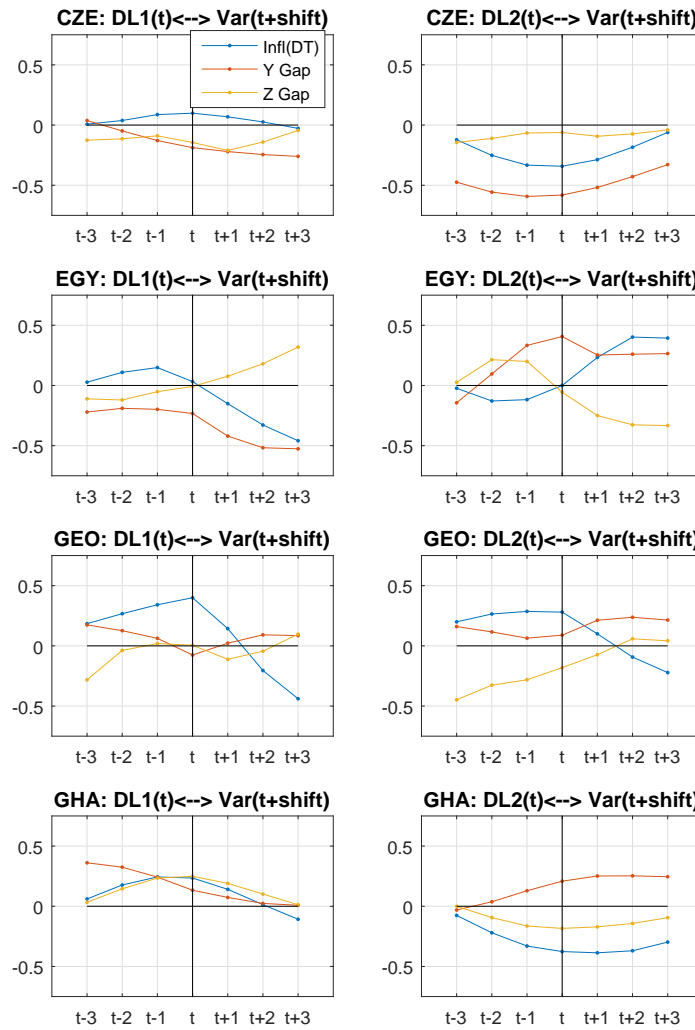 CZE: DL1(t)<--> Var(t+shift)
CZE: DL2(t)<--> Var(t+shift)
Infl(DT)
Y Gap
Z Gap
0.5
0
-0.5
t-3 t-2 t-1 t t+1 t+2 t+3
0.5
0
-0.5
t-3 t-2 t-1 t t+1 t+2 t+3
EGY: DL1(t)<--> Var(t+shift)
EGY: DL2(t)<--> Var(t+shift)
0.5
0
-0.5
t-3 t-2 t-1 t t+1 t+2 t+3
0.5
0
-0.5
t-3 t-2 t-1 t t+1 t+2 t+3
GEO: DL1(t)<--> Var(t+shift)
GEO: DL2(t)<--> Var(t+shift)
0.5
0
-0.5
t-3 t-2 t-1 t t+1 t+2 t+3
0.5
0
-0.5
t-3 t-2 t-1 t t+1 t+2 t+3
GHA: DL1(t)<--> Var(t+shift)
GHA: DL2(t)<--> Var(t+shift)
0.5
0
-0.5
t-3 t-2 t-1 t t+1 t+2 t+3
0.5
0
-0.5
t-3 t-2 t-1 t t+1 t+2 t+3